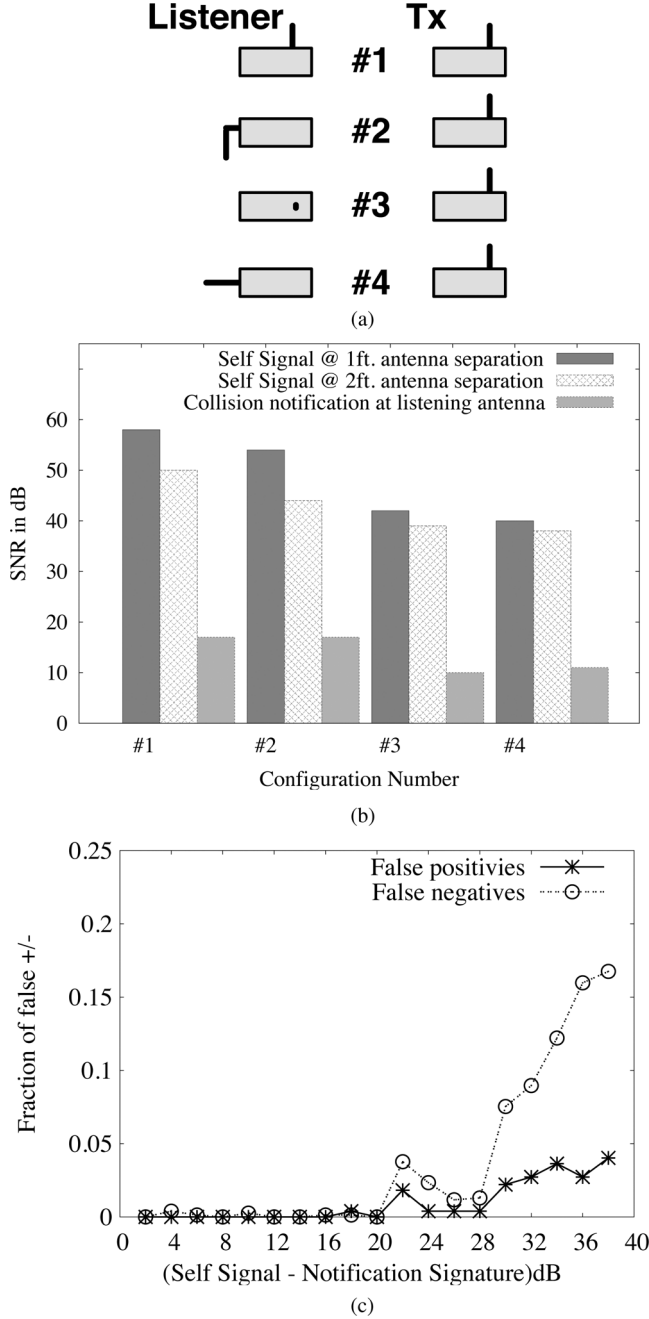 Listener Tx
#1
#2
#3
#4
(a)
Self Signal @ 1ft. antenna separation
Self Signal @ 2ft. antenna separation
Collision notification at listening antenna
60
50
40
30
20
10
0
SNR in dB
#1 #2 #3 #4
Configuration Number
(b)
False positivies
False negatives
0.25
0.2
0.15
0.1
0.05
0
Fraction of false +/-
0 4 8 12 16 20 24 28 32 36 40
(Self Signal - Notification Signature)dB
(c)